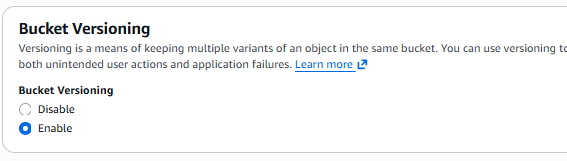 Bucket Versioning
Versioning is a means of keeping multiple variants of an object in the same bucket. You can use versioning to
both unintended user actions and application failures. Learn more
Bucket Versioning
Disable
Enable